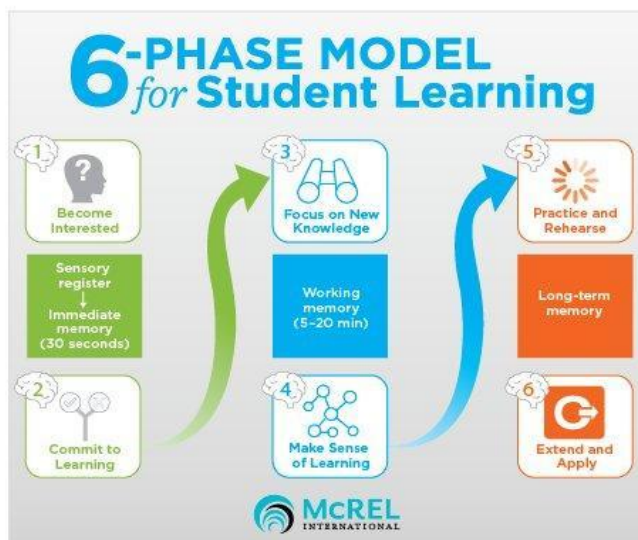 6-PHASE MODEL
for Student Learning
1
?
Become
Interested
Sensory
register
↓
Immediate
memory
(30 seconds)
2
Commit to
Learning
3
Focus on New
Knowledge
Working
memory
(5–20 min)
4
Make Sense
of Learning
5
Practice and
Rehearse
Long-term
memory
6
Extend and
Apply
McREL
INTERNATIONAL